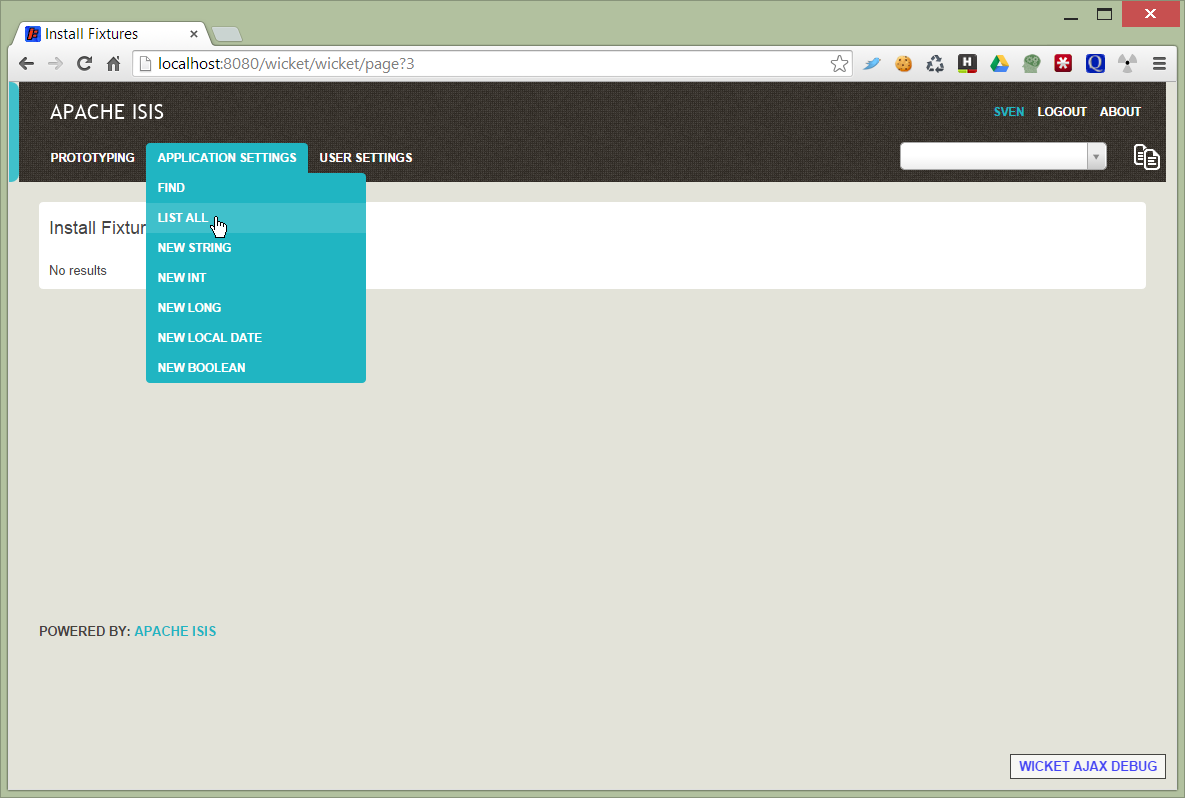 Install Fixtures
localhost:8080/wicket/wicket/page?3
APACHE ISIS
SVEN LOGOUT ABOUT
PROTOTYPING APPLICATION SETTINGS USER SETTINGS
FIND
LIST ALL
Install Fixtur
NEW STRING
No results
NEW INT
NEW LONG
NEW LOCAL DATE
NEW BOOLEAN
POWERED BY: APACHE ISIS
WICKET AJAX DEBUG